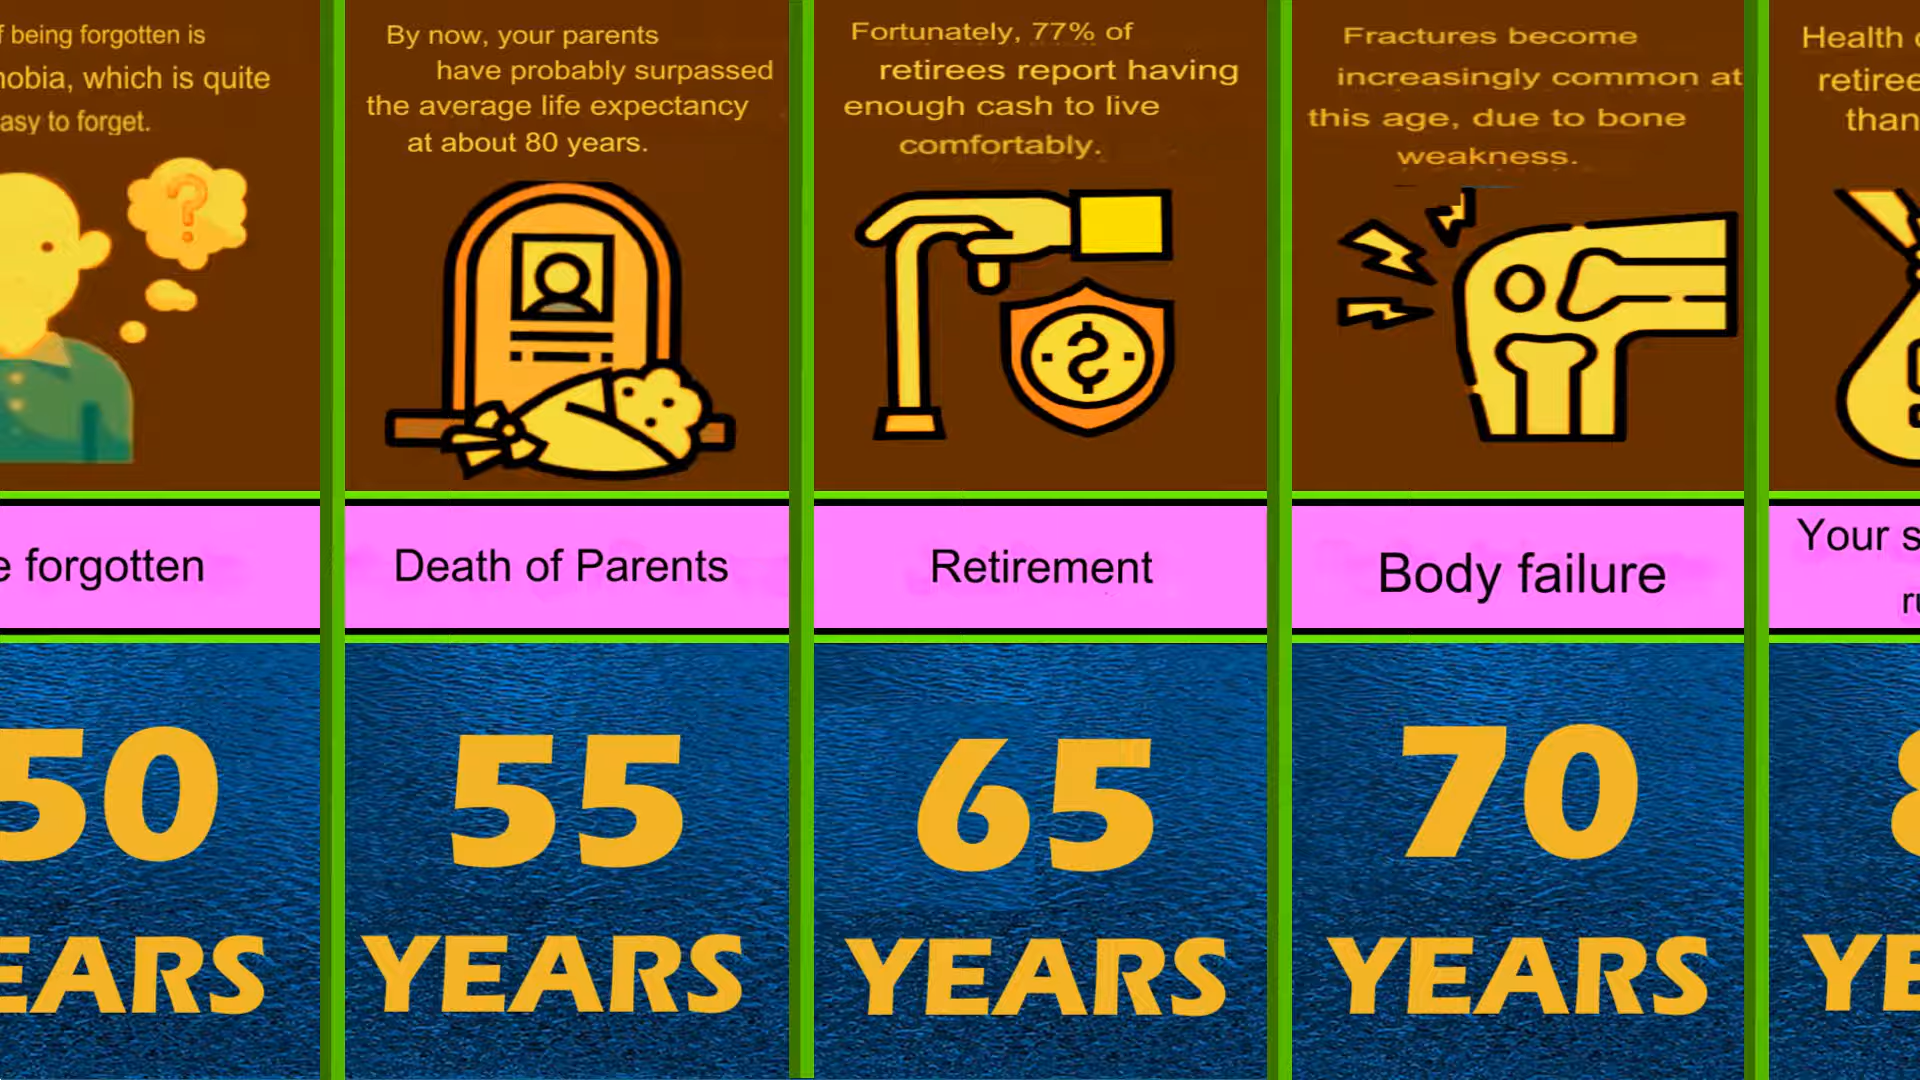 f being forgotten is
nobia, which is quite
asy to forget.
?
e forgotten
50
EARS
By now, your parents
have probably surpassed
the average life expectancy
at about 80 years.
Death of Parents
55
YEARS
Fortunately, 77% of
retirees report having
enough cash to live
comfortably.
$
Retirement
65
YEARS
Fractures become
increasingly common at
this age, due to bone
weakness.
Body failure
70
YEARS
Health
retiree
than
Your s
ru
8
YE